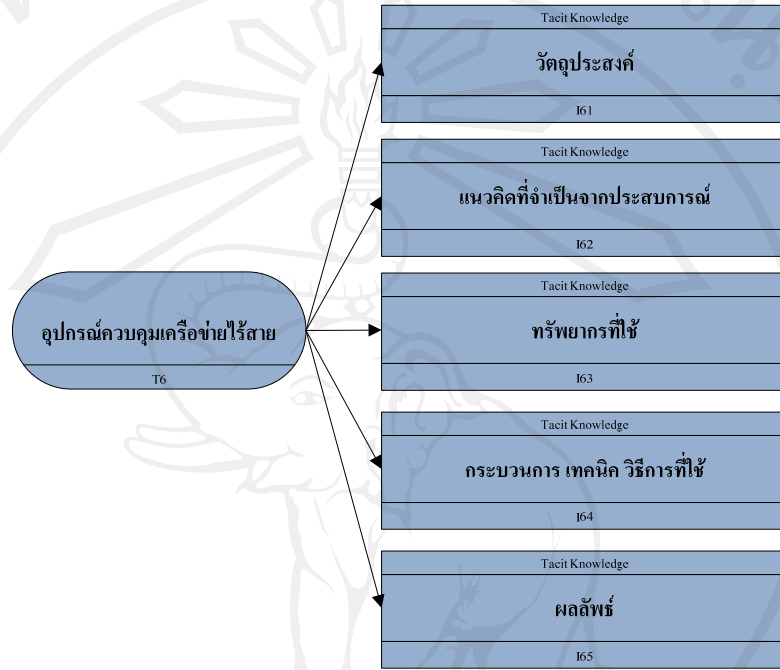 Tacit Knowledge
วัตถุประสงค์
I61
Tacit Knowledge
แนวคิดที่จำเป็นจากประสบการณ์
I62
อุปกรณ์ควบคุมเครือข่ายไร้สาย
T6
Tacit Knowledge
ทรัพยากรที่ใช้
I63
Tacit Knowledge
กระบวนการ เทคนิค วิธีการที่ใช้
I64
Tacit Knowledge
ผลลัพธ์
I65